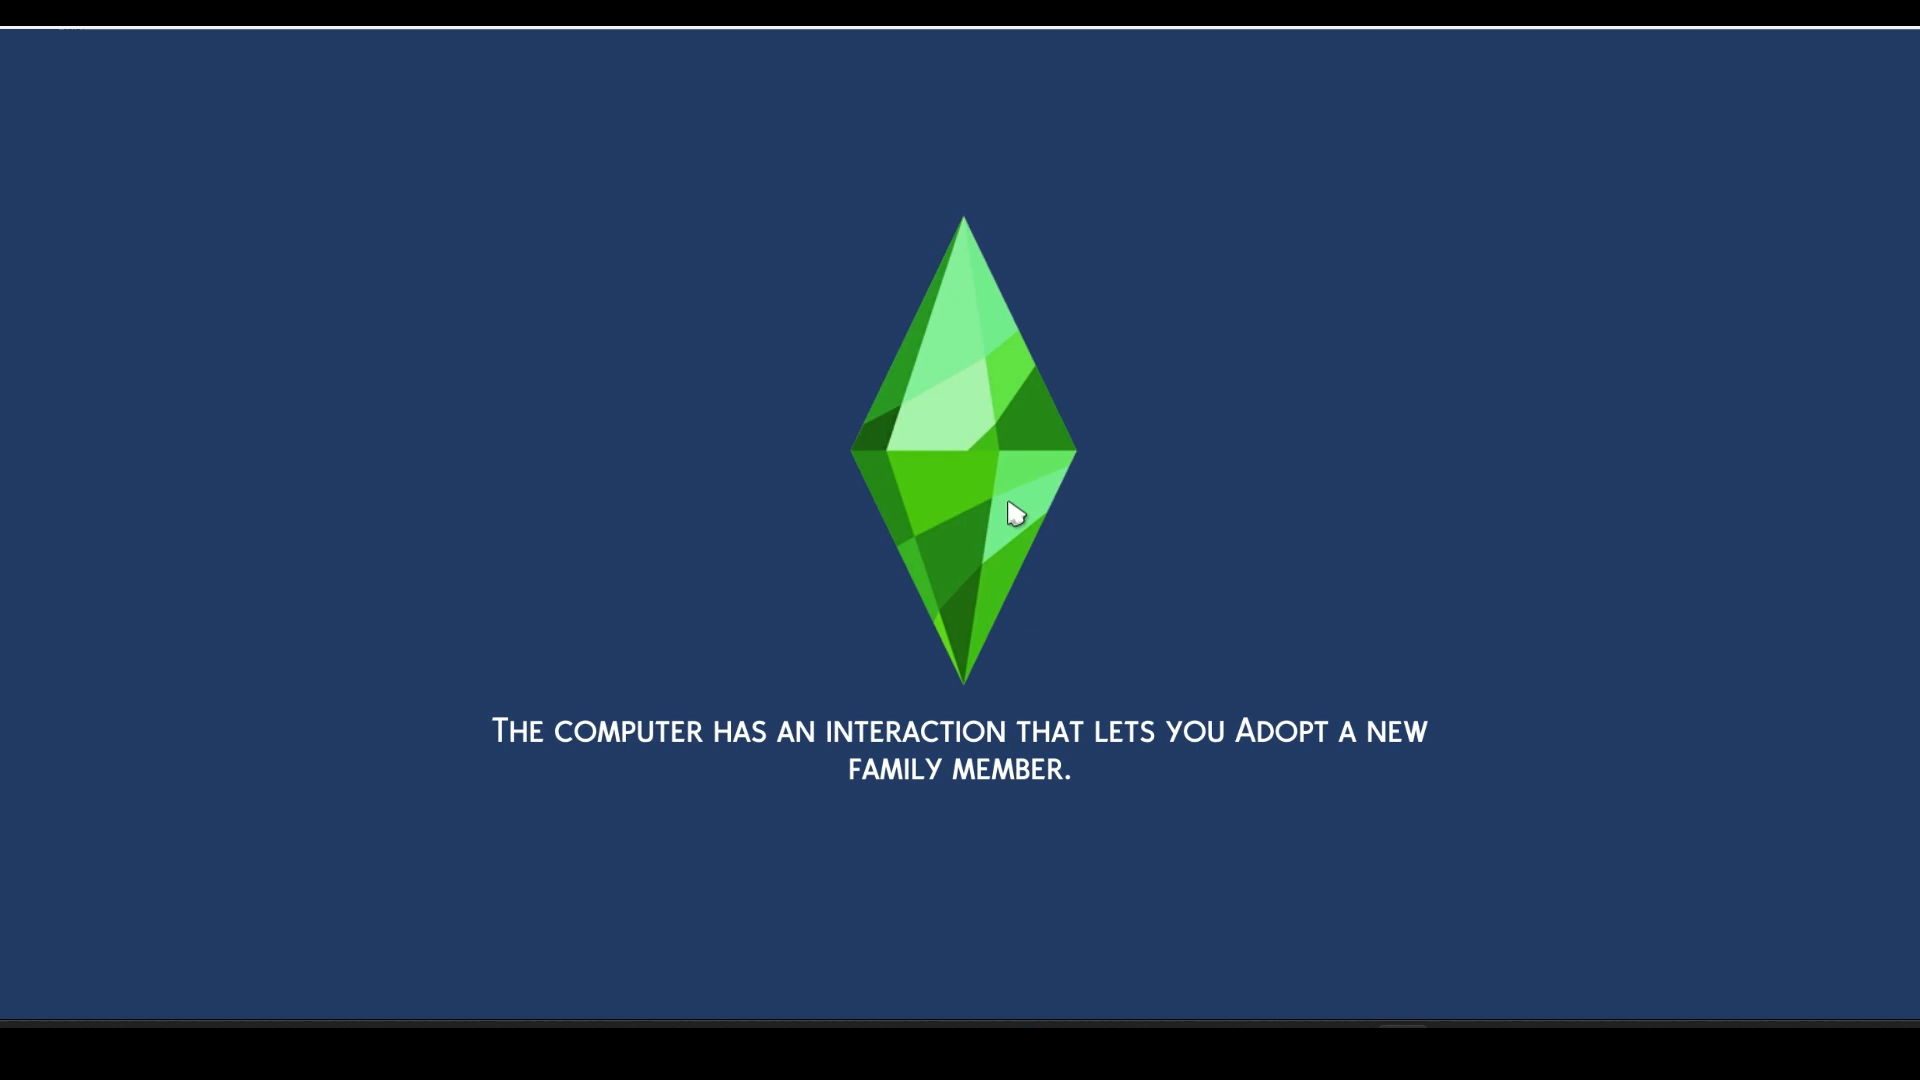 The computer has an interaction that lets you Adopt a new
family member.